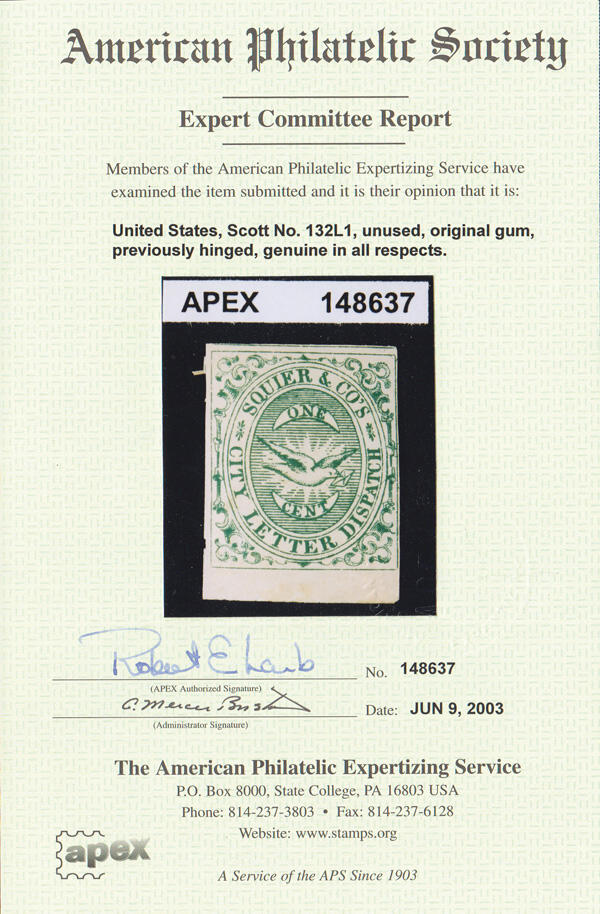 American Philatelic Society
Expert Committee Report
Members of the American Philatelic Expertizing Service have
examined the item submitted and it is their opinion that it is:
United States, Scott No. 132L1, unused, original gum,
previously hinged, genuine in all respects.
APEX 148637
SQUIER & CO'S
ONE
CENT
CITY LETTER DISPATCH
Robert E Lamb
(APEX Authorized Signature)
No. 148637
C. Mercer Bristow
(Administrator Signature)
Date: JUN 9, 2003
The American Philatelic Expertizing Service
P.O. Box 8000, State College, PA 16803 USA
Phone: 814-237-3803 • Fax: 814-237-6128
Website: www.stamps.org
apex
A Service of the APS Since 1903